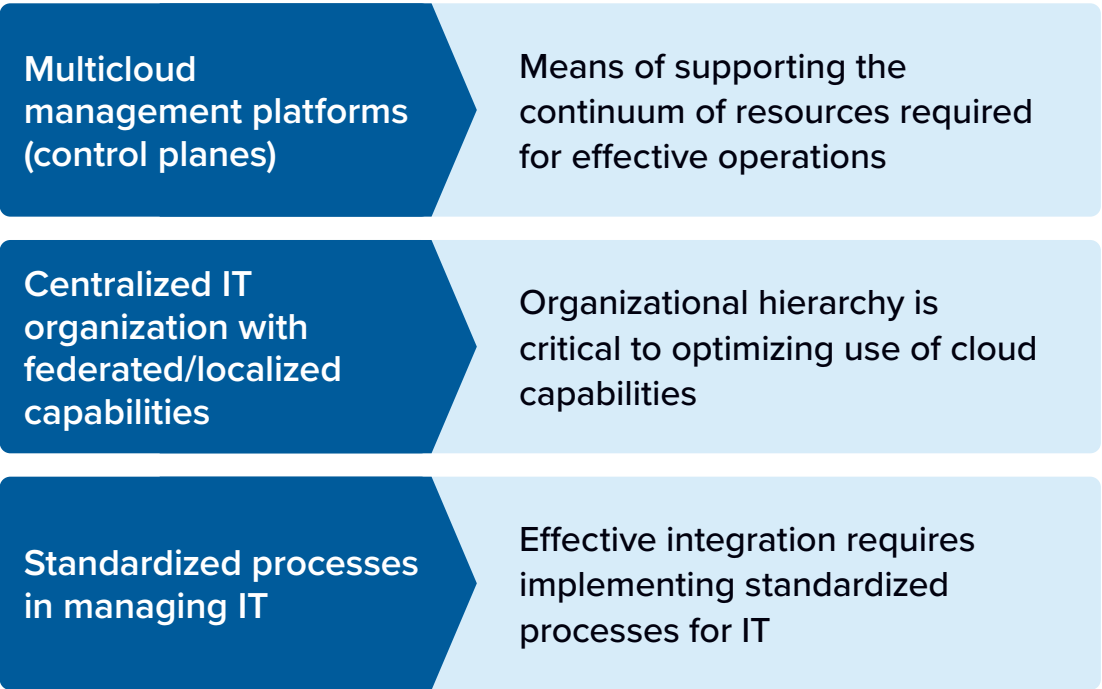 Multicloud
management platforms
(control planes)
Means of supporting the
continuum of resources required
for effective operations
Centralized IT
organization with
federated/localized
capabilities
Organizational hierarchy is
critical to optimizing use of cloud
capabilities
Standardized processes
in managing IT
Effective integration requires
implementing standardized
processes for IT